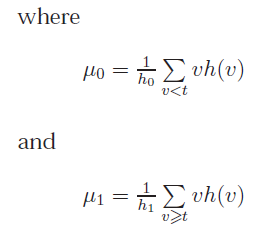 where
μ₀ = 1/h₀ ∑_{v<t} vh(v)
and
μ₁ = 1/h₁ ∑_{v⩾t} vh(v)